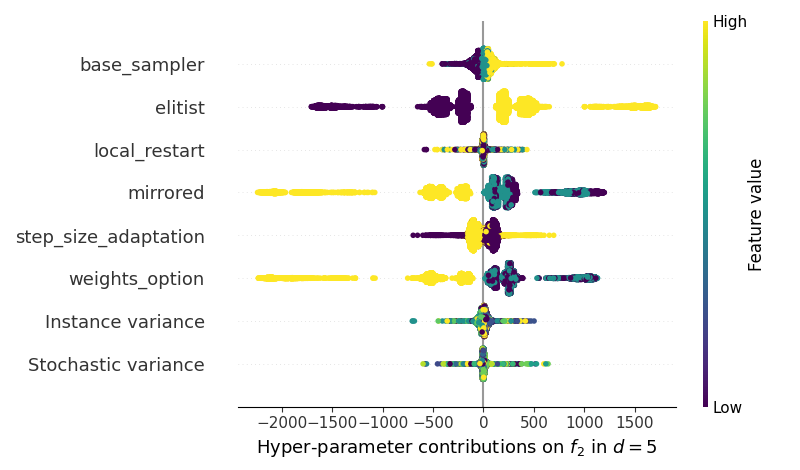 High
base_sampler
elitist
local_restart
mirrored
step_size_adaptation
weights_option
Instance variance
Stochastic variance
Feature value
Low
−2000 −1500 −1000 −500 0 500 1000 1500
Hyper-parameter contributions on f₂ in d = 5